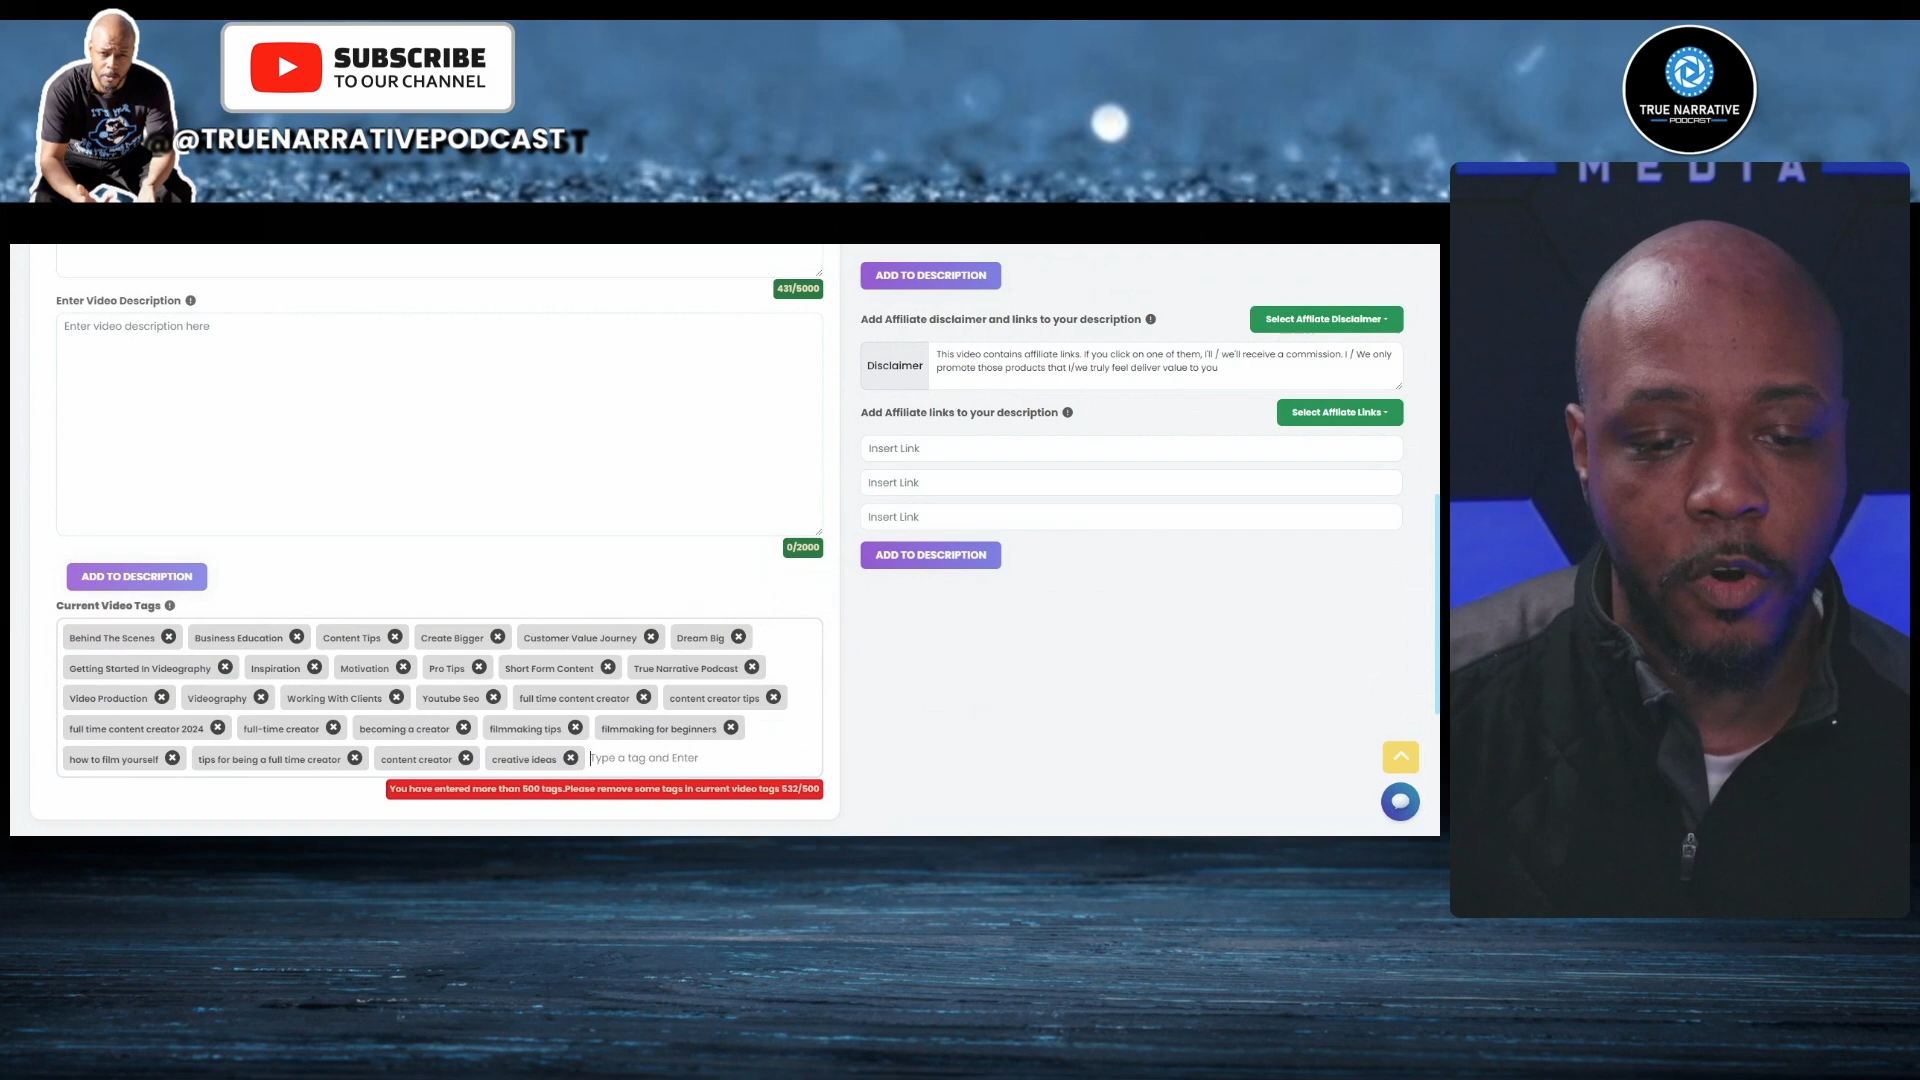 SUBSCRIBE
TO OUR CHANNEL
@TRUENARRATIVEPODCAST
TRUE NARRATIVE
PODCAST
MEDIA
431/5000
Enter Video Description
Enter video description here
0/2000
ADD TO DESCRIPTION
Current Video Tags
Behind The Scenes Business Education Content Tips Create Bigger Customer Value Journey Dream Big
Getting Started In Videography Inspiration Motivation Pro Tips Short Form Content True Narrative Podcast
Video Production Videography Working With Clients Youtube Seo full time content creator content creator tips
full time content creator 2024 full-time creator becoming a creator filmmaking tips filmmaking for beginners
how to film yourself tips for being a full time creator content creator creative ideas Type a tag and Enter
You have entered more than 500 tags.Please remove some tags in current video tags 532/500
ADD TO DESCRIPTION
Add Affiliate disclaimer and links to your description
Select Affliate Disclaimer
Disclaimer
This video contains affiliate links. If you click on one of them, I'll / we'll receive a commission. I / We only
promote those products that I/we truly feel deliver value to you
Add Affiliate links to your description
Select Affliate Links
Insert Link
Insert Link
Insert Link
ADD TO DESCRIPTION